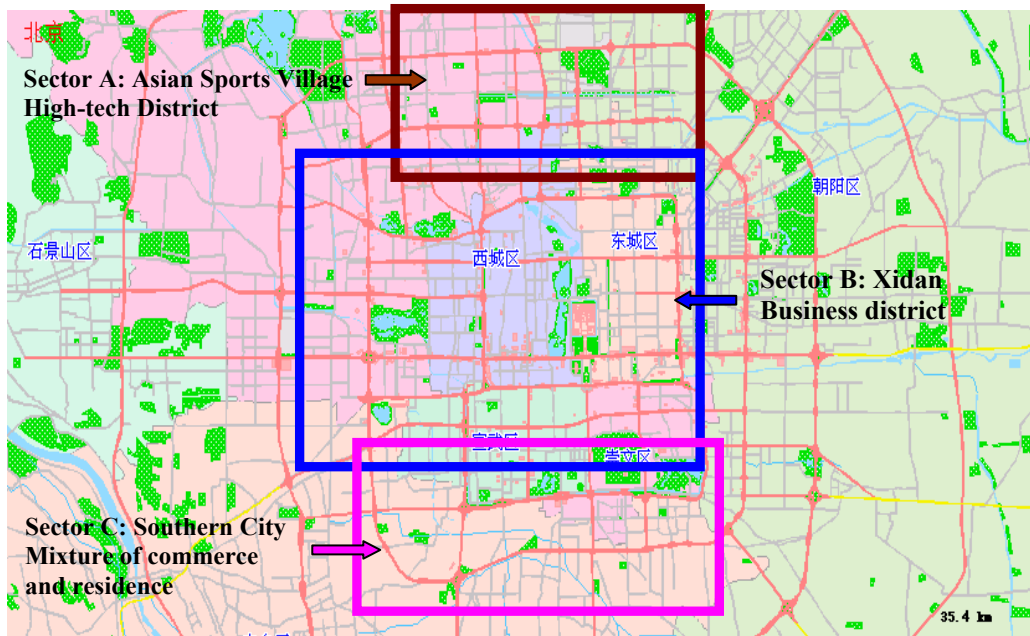 北京
Sector A: Asian Sports Village
High-tech District
朝阳区
东城区
石景山区
西城区
Sector B: Xidan
Business district
宣武区
崇文区
Sector C: Southern City
Mixture of commerce
and residence
35.4 km